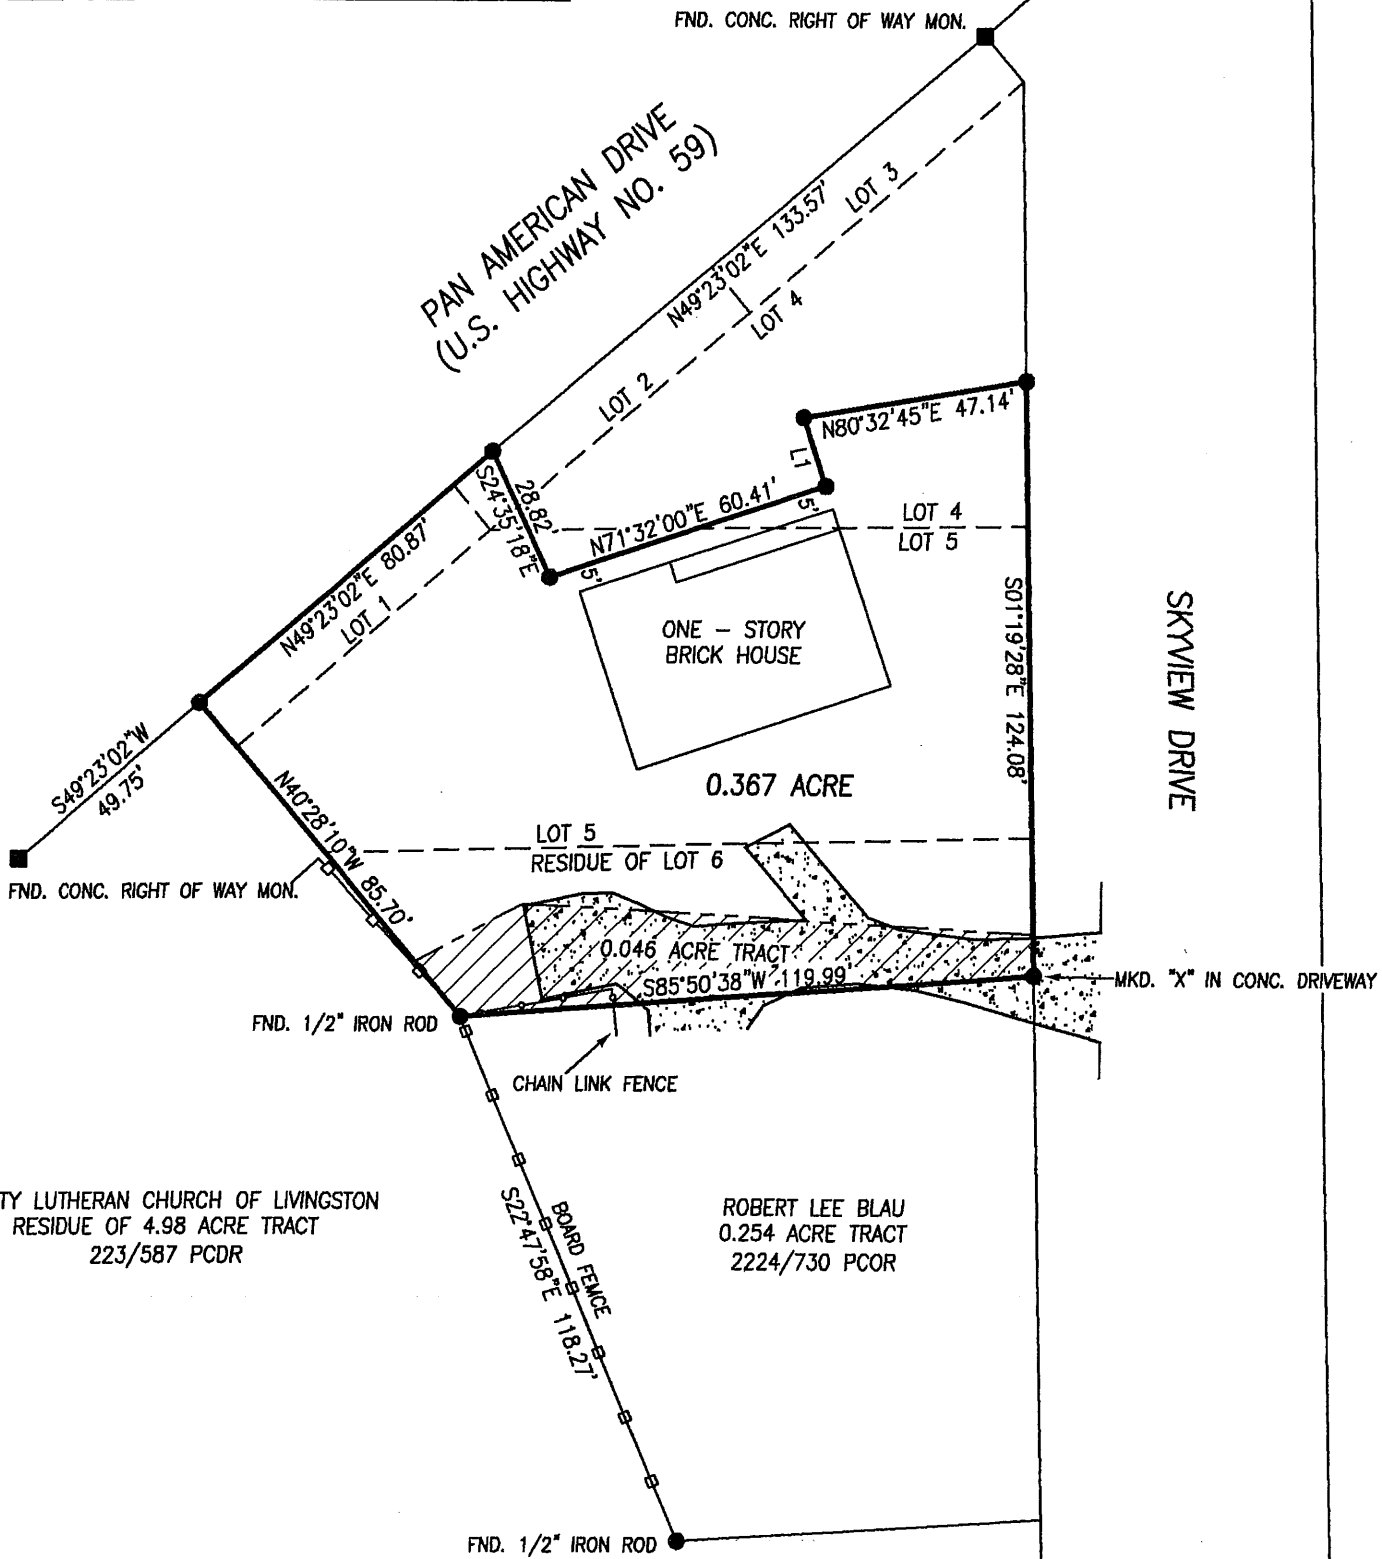 FND. CONC. RIGHT OF WAY MON.
PAN AMERICAN DRIVE
(U.S. HIGHWAY NO. 59)
N49°23'02"E 133.57'
LOT 3
LOT 4
LOT 2
N80°32'45"E 47.14'
L1
S24°35'18"E
28.82'
N71°32'00"E 60.41'
5'
5'
LOT 4
LOT 5
N49°23'02"E 80.87'
LOT 1
ONE - STORY
BRICK HOUSE
S01°19'28"E 124.08'
SKYVIEW DRIVE
S49°23'02"W
49.75'
0.367 ACRE
N40°28'10"W 85.70'
LOT 5
RESIDUE OF LOT 6
FND. CONC. RIGHT OF WAY MON.
0.046 ACRE TRACT
S85°50'38"W 119.99'
MKD. "X" IN CONC. DRIVEWAY
FND. 1/2" IRON ROD
CHAIN LINK FENCE
TY LUTHERAN CHURCH OF LIVINGSTON
RESIDUE OF 4.98 ACRE TRACT
223/587 PCDR
BOARD FEMCE
S22°47'58"E 118.27'
ROBERT LEE BLAU
0.254 ACRE TRACT
2224/730 PCOR
FND. 1/2" IRON ROD